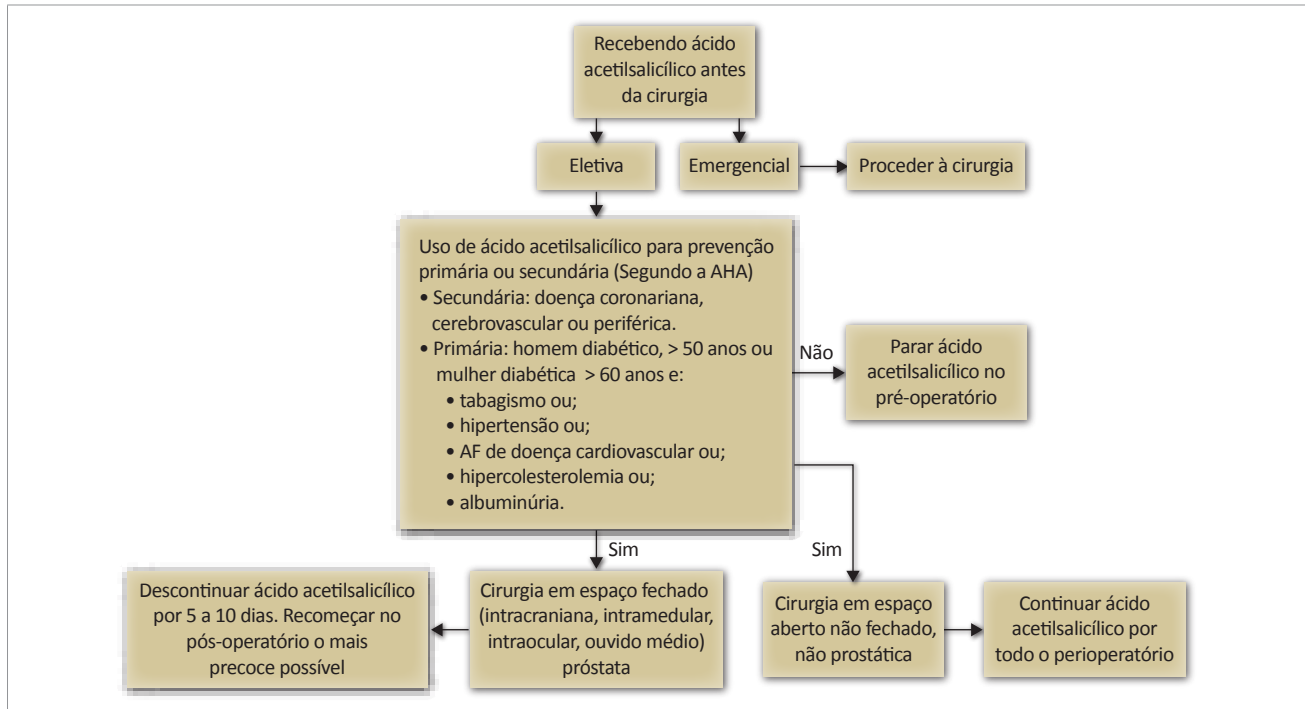 Recebendo ácido
acetilsalicílico antes
da cirurgia
Eletiva
Emergencial
Proceder à cirurgia
Uso de ácido acetilsalicílico para prevenção
primária ou secundária (Segundo a AHA)
• Secundária: doença coronariana,
cerebrovascular ou periférica.
• Primária: homem diabético, > 50 anos ou
mulher diabética > 60 anos e:
• tabagismo ou;
• hipertensão ou;
• AF de doença cardiovascular ou;
• hipercolesterolemia ou;
• albuminúria.
Não
Parar ácido
acetilsalicílico no
pré-operatório
Sim
Sim
Descontinuar ácido acetilsalicílico
por 5 a 10 dias. Recomeçar no
pós-operatório o mais
precoce possível
Cirurgia em espaço fechado
(intracraniana, intramedular,
intraocular, ouvido médio)
próstata
Cirurgia em espaço
aberto não fechado,
não prostática
Continuar ácido
acetilsalicílico por
todo o perioperatório